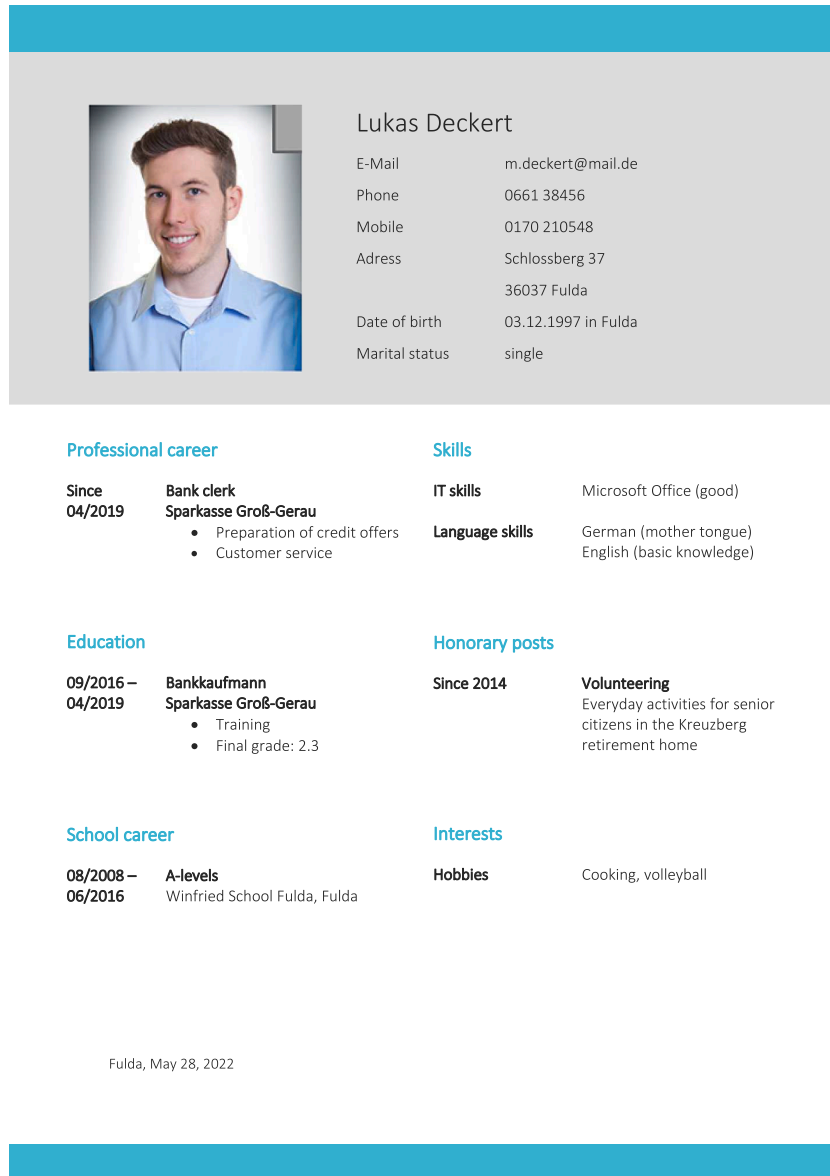 Lukas Deckert
E-Mail m.deckert@mail.de
Phone 0661 38456
Mobile 0170 210548
Adress Schlossberg 37
36037 Fulda
Date of birth 03.12.1997 in Fulda
Marital status single
Professional career
Since Bank clerk
04/2019 Sparkasse Groß-Gerau
• Preparation of credit offers
• Customer service
Skills
IT skills Microsoft Office (good)
Language skills German (mother tongue)
English (basic knowledge)
Education
09/2016 – Bankkaufmann
04/2019 Sparkasse Groß-Gerau
• Training
• Final grade: 2.3
Honorary posts
Since 2014 Volunteering
Everyday activities for senior
citizens in the Kreuzberg
retirement home
School career
08/2008 – A-levels
06/2016 Winfried School Fulda, Fulda
Interests
Hobbies Cooking, volleyball
Fulda, May 28, 2022